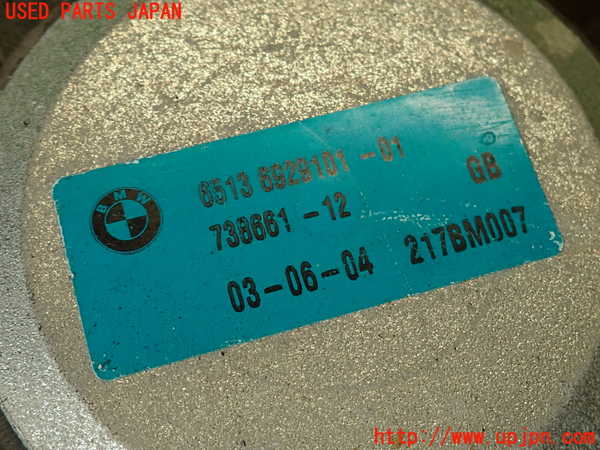 USED PARTS JAPAN
BMW
6513 6929101-01
GB
738661-12
03-06-04
217BM007
http://www.upjpn.com/